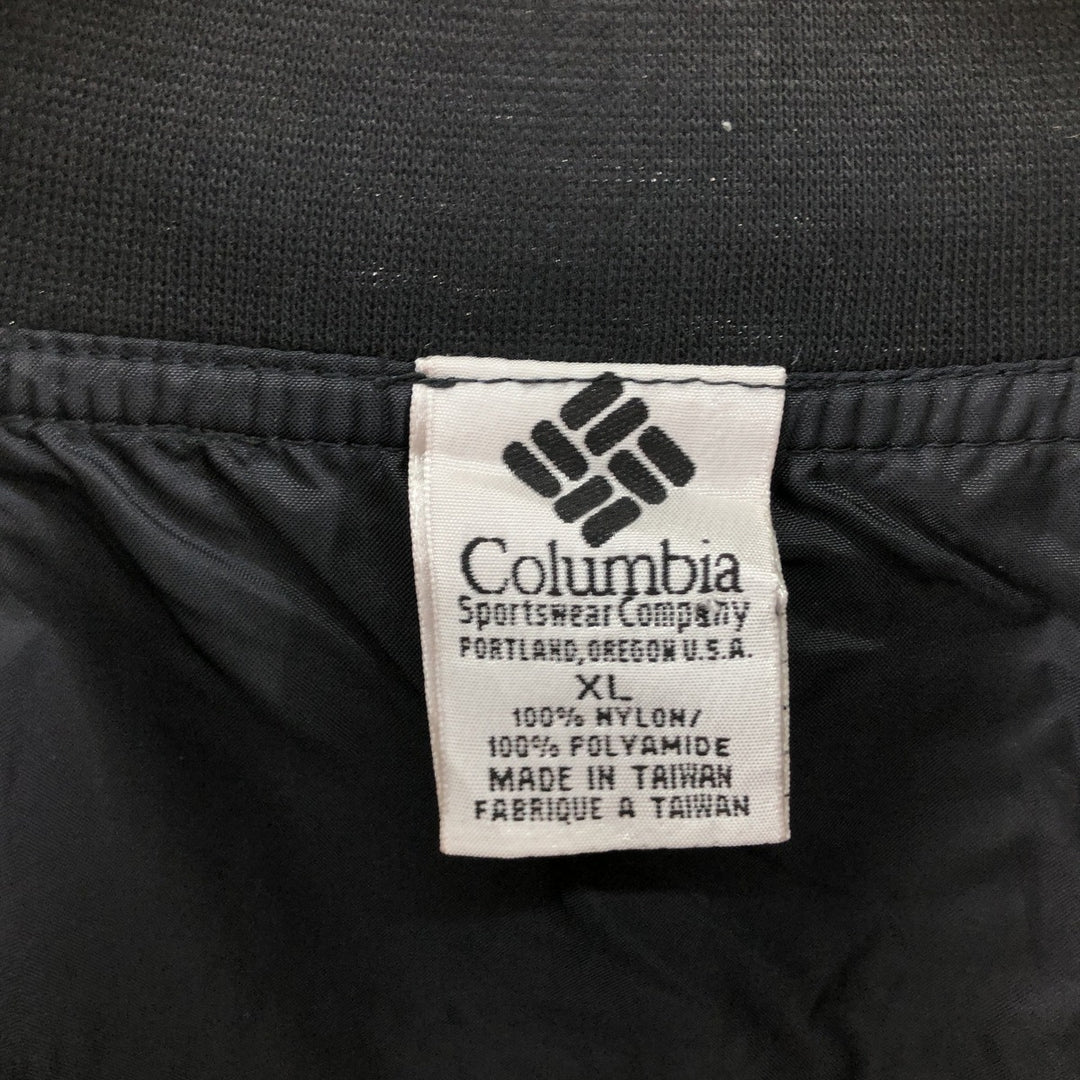 Columbia
Sportswear Company
PORTLAND, OREGON U.S.A.
XL
100% NYLON/
100% POLYAMIDE
MADE IN TAIWAN
FABRIQUE A TAIWAN